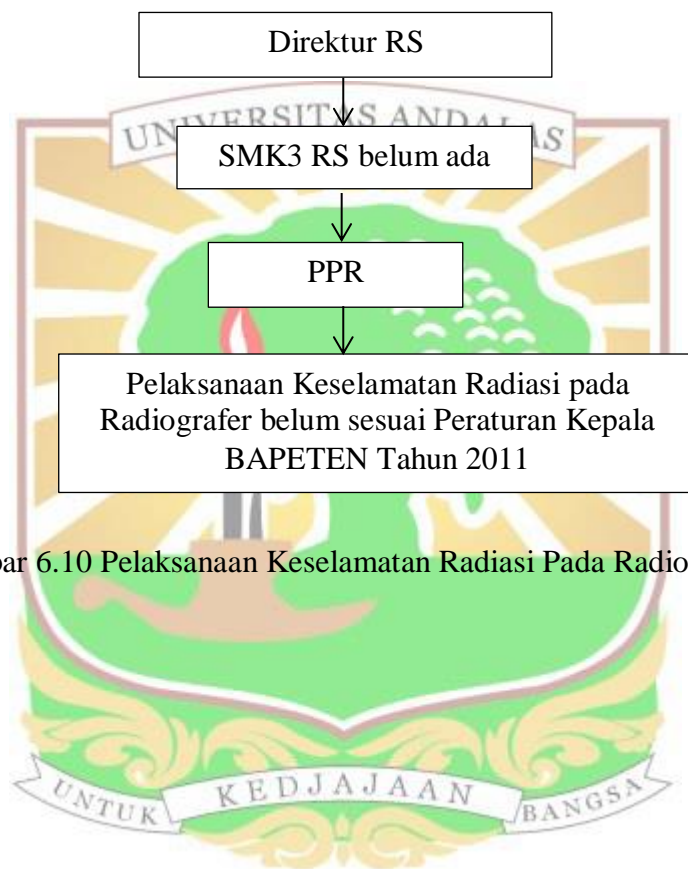 Direktur RS
UNIVERSITAS ANDALAS
SMK3 RS belum ada
PPR
Pelaksanaan Keselamatan Radiasi pada
Radiografer belum sesuai Peraturan Kepala
BAPETEN Tahun 2011
bar 6.10 Pelaksanaan Keselamatan Radiasi Pada Radio
UNTUK KEDJAJAAN BANGSA